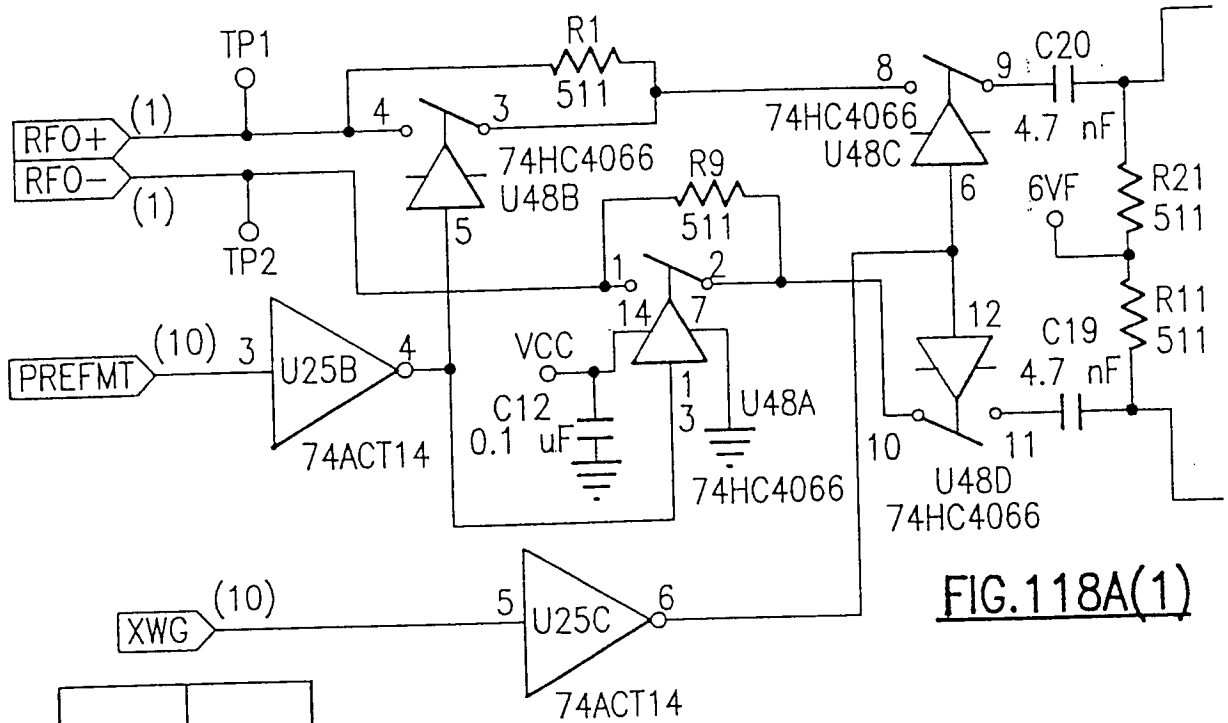 R1
511
TP1
C20
(1)
4
3
8
9
RFO+
RFO-
74HC4066
U48B
74HC4066
U48C
4.7 nF
(1)
TP2
5
R9
511
6
6VF
R21
511
1
2
14
7
VCC
C12
0.1 uF
1
3
U48A
74HC4066
12
R11
511
C19
4.7 nF
10
11
U48D
74HC4066
PREFMT
(10)
3
U25B
4
74ACT14
XWG
(10)
5
U25C
6
74ACT14
FIG.118A(1)